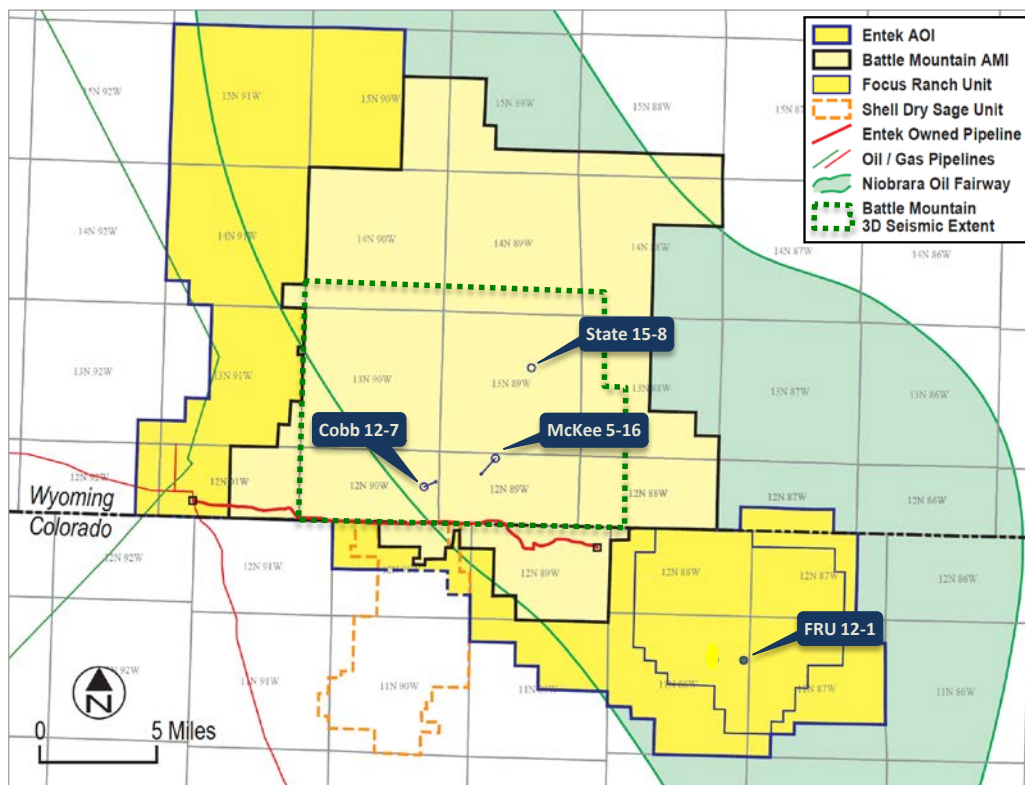 Entek AOI
Battle Mountain AMI
Focus Ranch Unit
Shell Dry Sage Unit
Entek Owned Pipeline
Oil / Gas Pipelines
Niobrara Oil Fairway
Battle Mountain
3D Seismic Extent
15N 92W
15N 91W
15N 90W
15N 89W
15N 88W
14N 92W
14N 91W
14N 90W
14N 89W
14N 87W
14N 86W
State 15-8
13N 92W
13N 91W
13N 90W
13N 89W
13N 88W
13N 87W
13N 86W
Cobb 12-7
McKee 5-16
12N 92W
12N 91W
12N 90W
12N 89W
12N 88W
12N 87W
12N 86W
Wyoming
Colorado
12N 92W
12N 91W
12N 89W
12N 88W
12N 87W
12N 86W
FRU 12-1
N 92W
11N 91W
11N 90W
11N 88W
11N 87W
11N 86W
N
0
5 Miles